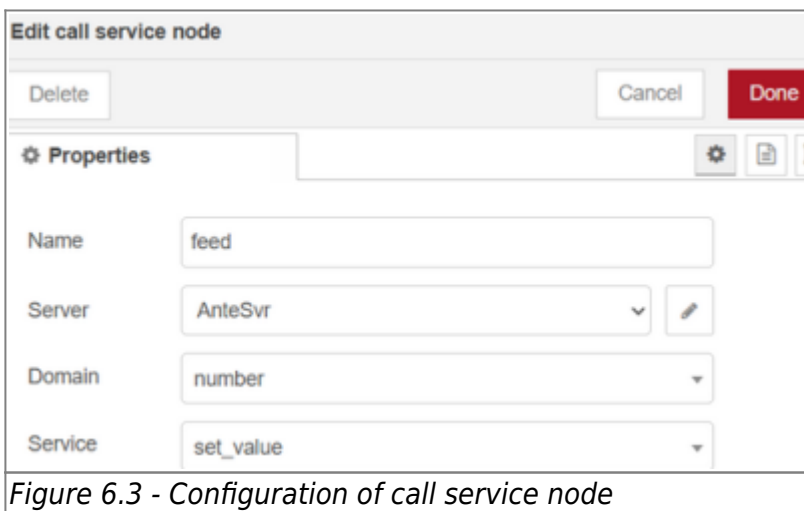 Edit call service node
Delete Cancel Done
Properties
Name feed
Server AnteSvr
Domain number
Service set_value
Figure 6.3 - Configuration of call service node